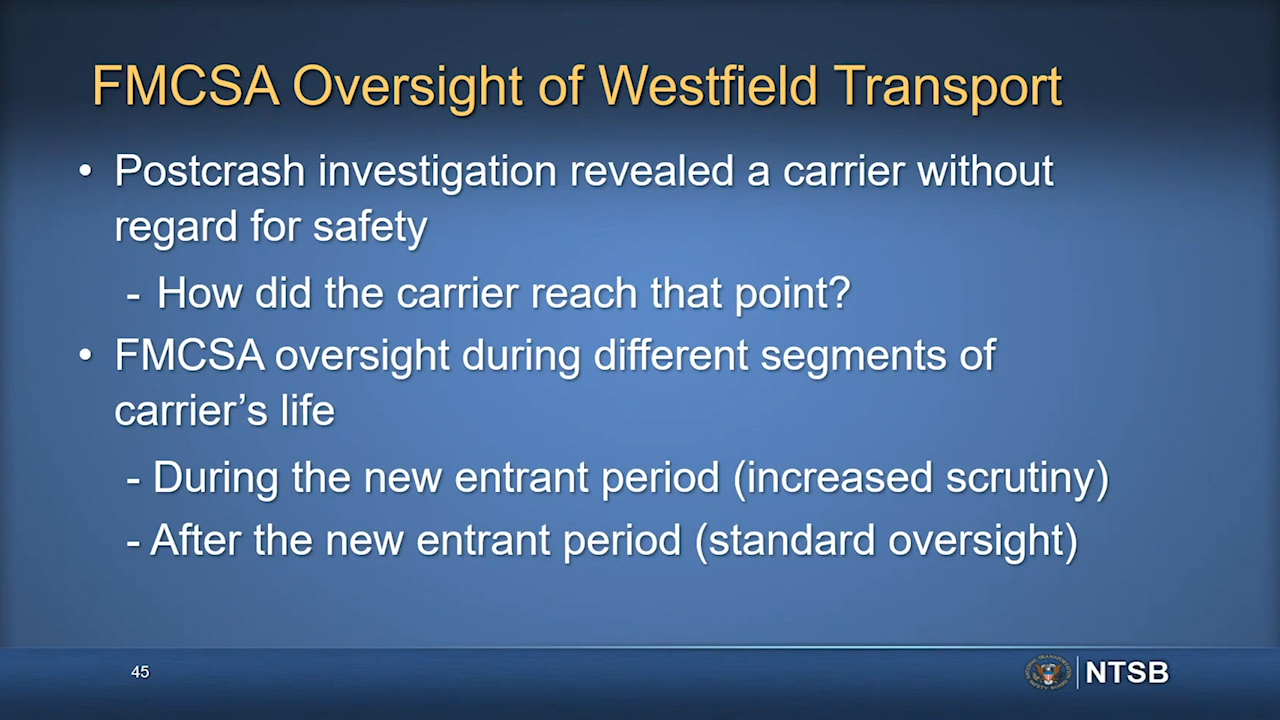 FMCSA Oversight of Westfield Transport
• Postcrash investigation revealed a carrier without
regard for safety
- How did the carrier reach that point?
• FMCSA oversight during different segments of
carrier’s life
- During the new entrant period (increased scrutiny)
- After the new entrant period (standard oversight)
45
NTSB